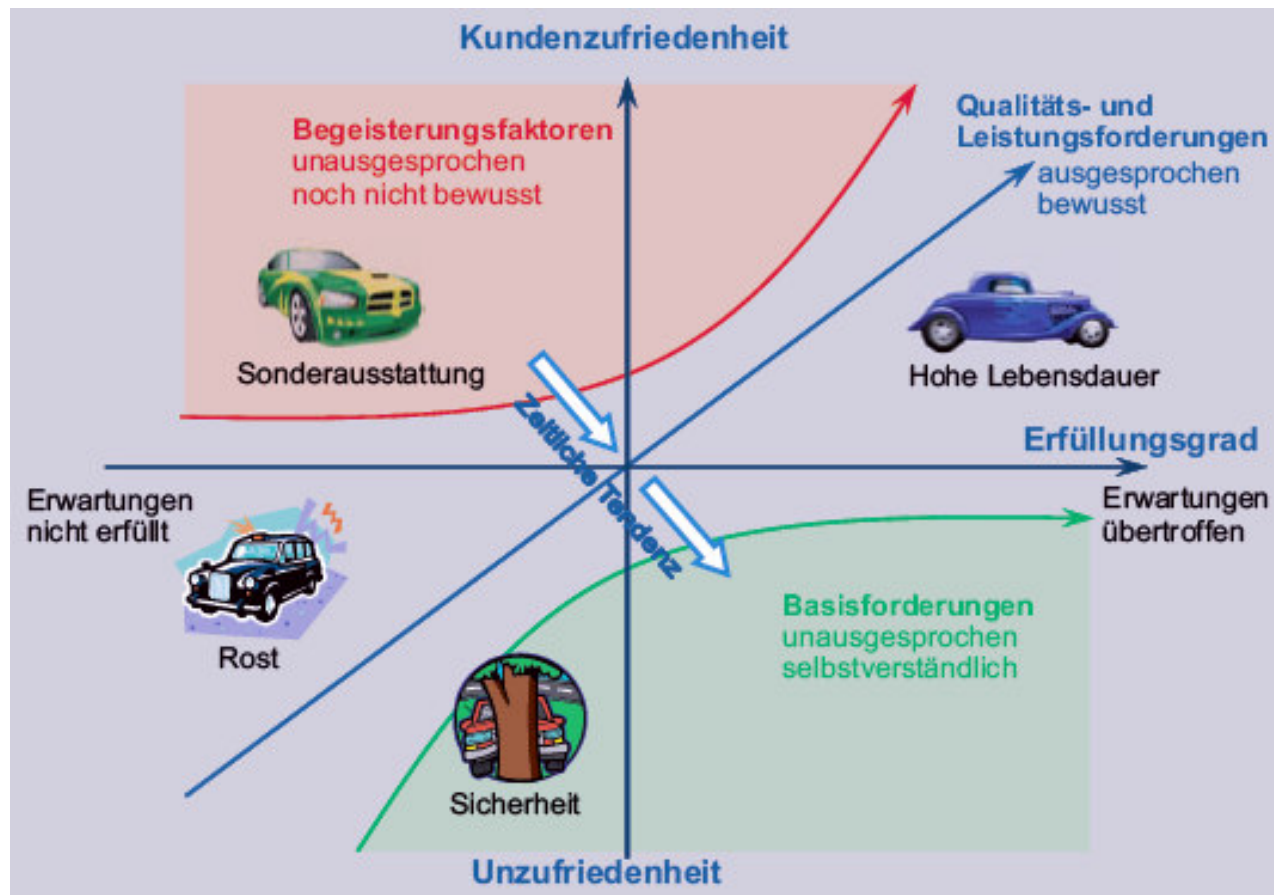 Kundenzufriedenheit
Begeisterungsfaktoren
unausgesprochen
noch nicht bewusst
Qualitäts- und
Leistungsforderungen
ausgesprochen
bewusst
Sonderausstattung
Hohe Lebensdauer
Zeitliche Tendenz
Erfüllungsgrad
Erwartungen
nicht erfüllt
Erwartungen
übertroffen
Rost
Basisforderungen
unausgesprochen
selbstverständlich
Sicherheit
Unzufriedenheit